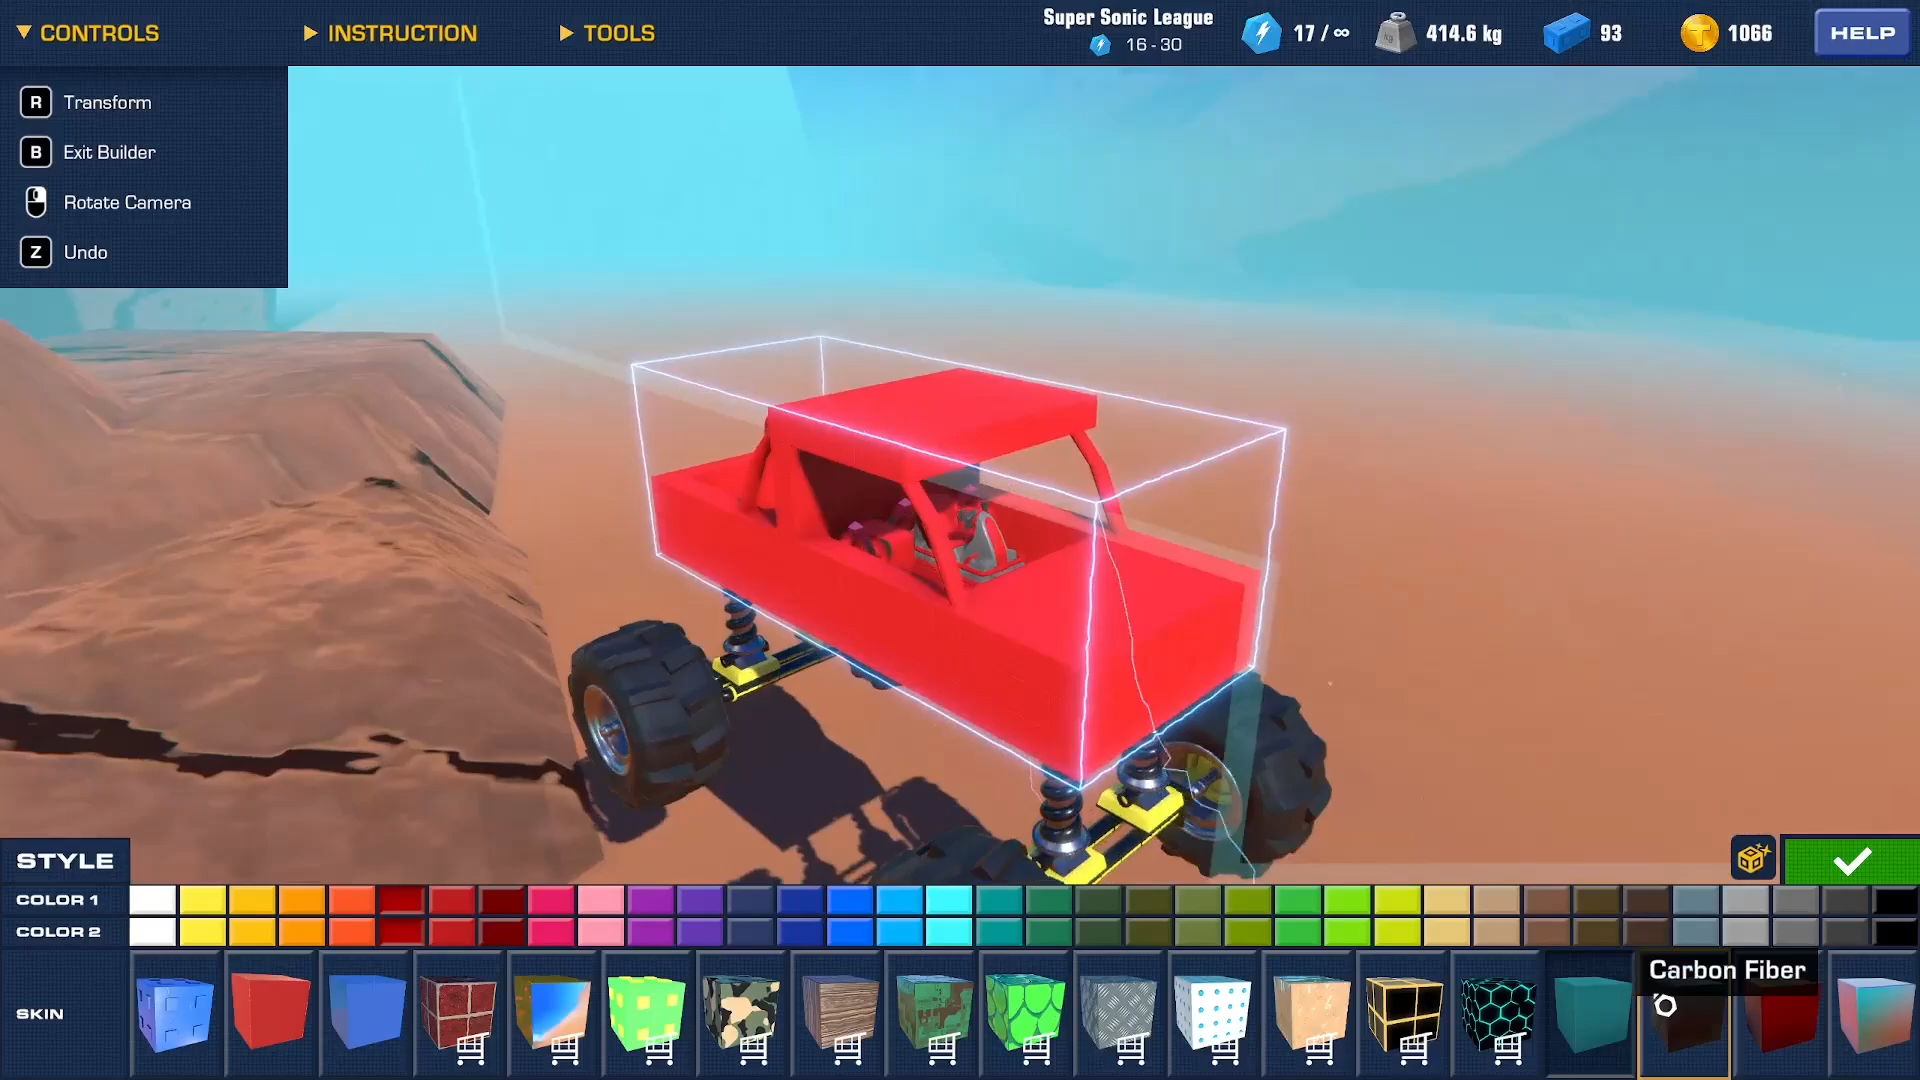 CONTROLS
INSTRUCTION
TOOLS
Super Sonic League
16 - 30
17 / ∞
kg
414.6 kg
93
T
1066
HELP
R Transform
B Exit Builder
Rotate Camera
Z Undo
STYLE
COLOR 1
COLOR 2
SKIN
Carbon Fiber